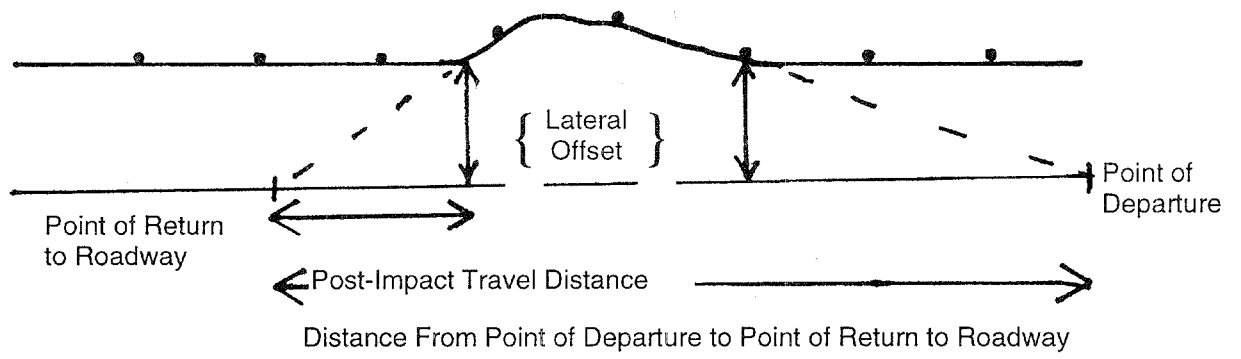 { Lateral
Offset }
Point of
Departure
Point of Return
to Roadway
Post-Impact Travel Distance
Distance From Point of Departure to Point of Return to Roadway